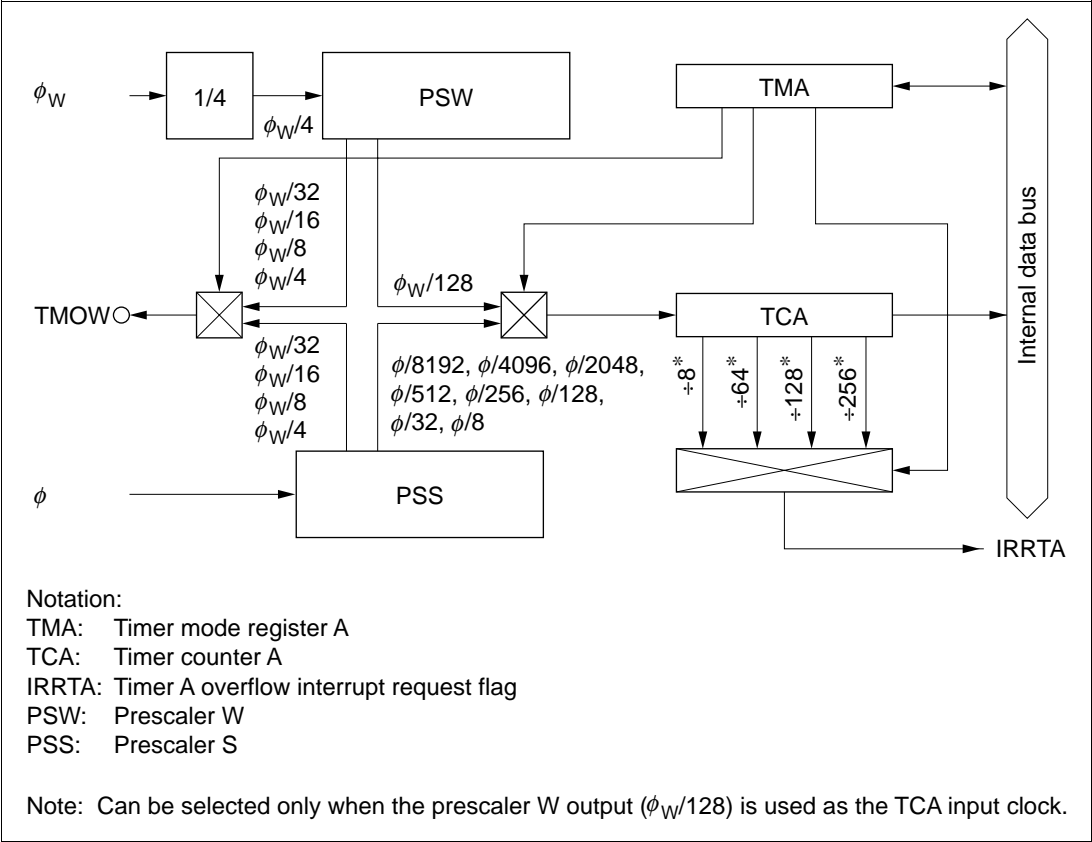 ϕW
1/4
ϕW/4
PSW
TMA
Internal data bus
ϕW/32
ϕW/16
ϕW/8
ϕW/4
ϕW/128
TMOW
TCA
ϕW/32
ϕW/16
ϕW/8
ϕW/4
ϕ/8192, ϕ/4096, ϕ/2048,
ϕ/512, ϕ/256, ϕ/128,
ϕ/32, ϕ/8
÷8*
÷64*
÷128*
÷256*
ϕ
PSS
IRRTA
Notation:
TMA: Timer mode register A
TCA: Timer counter A
IRRTA: Timer A overflow interrupt request flag
PSW: Prescaler W
PSS: Prescaler S
Note: Can be selected only when the prescaler W output (ϕW/128) is used as the TCA input clock.